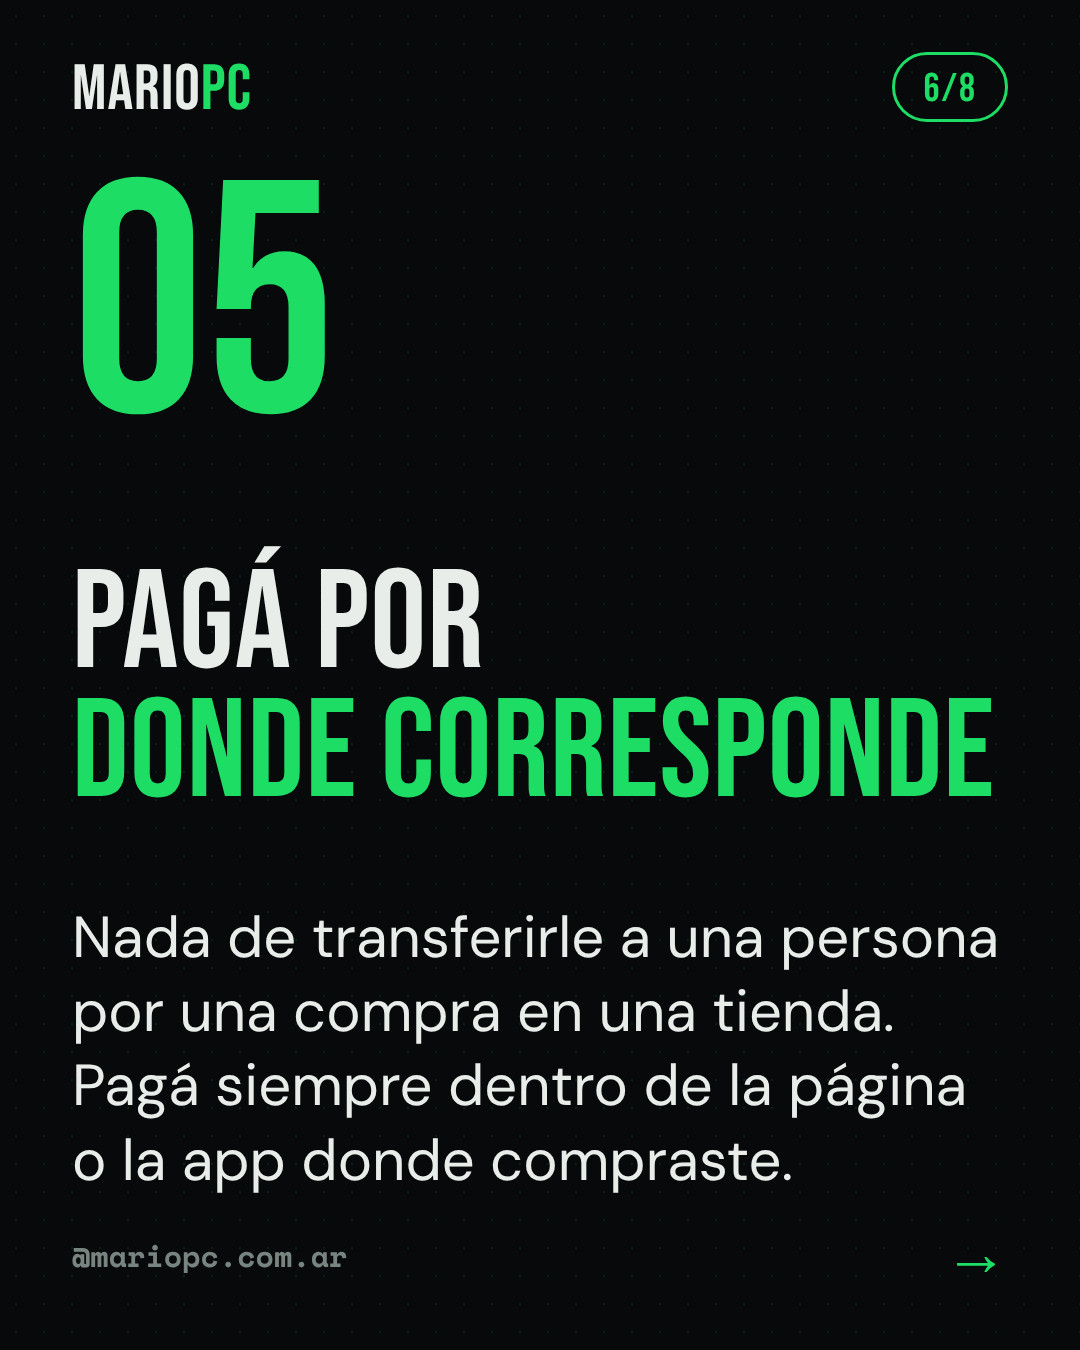 MARIOPC
6/8
05
PAGÁ POR
DONDE CORRESPONDE
Nada de transferirle a una persona
por una compra en una tienda.
Pagá siempre dentro de la página
o la app donde compraste.
@mariopc.com.ar
→